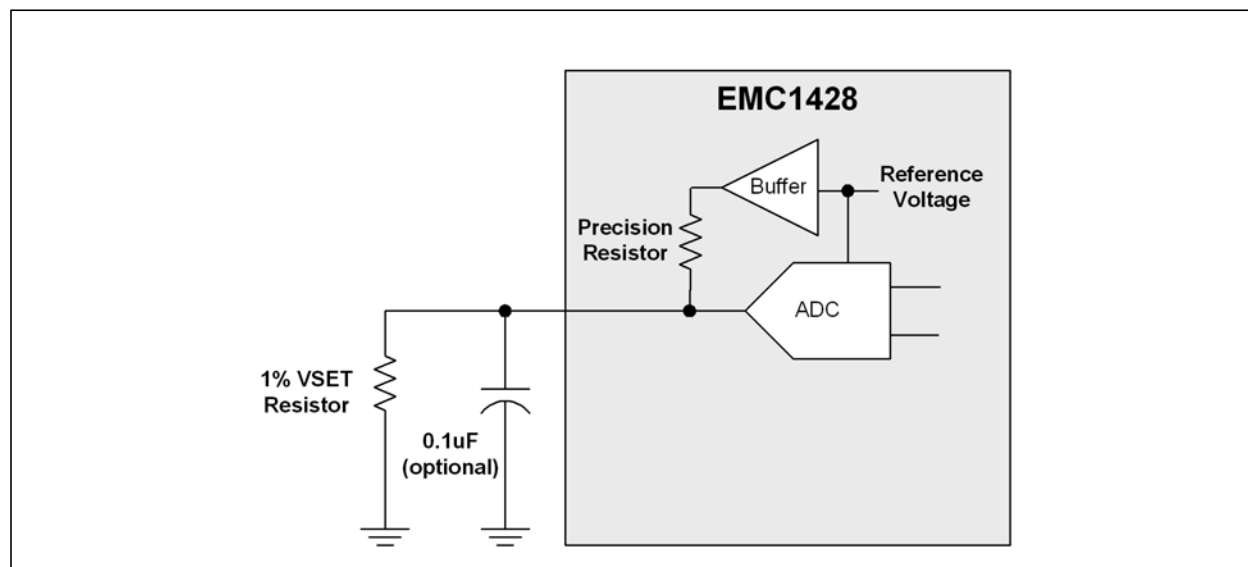 EMC1428
Buffer
Reference
Voltage
Precision
Resistor
ADC
1% VSET
Resistor
0.1uF
(optional)